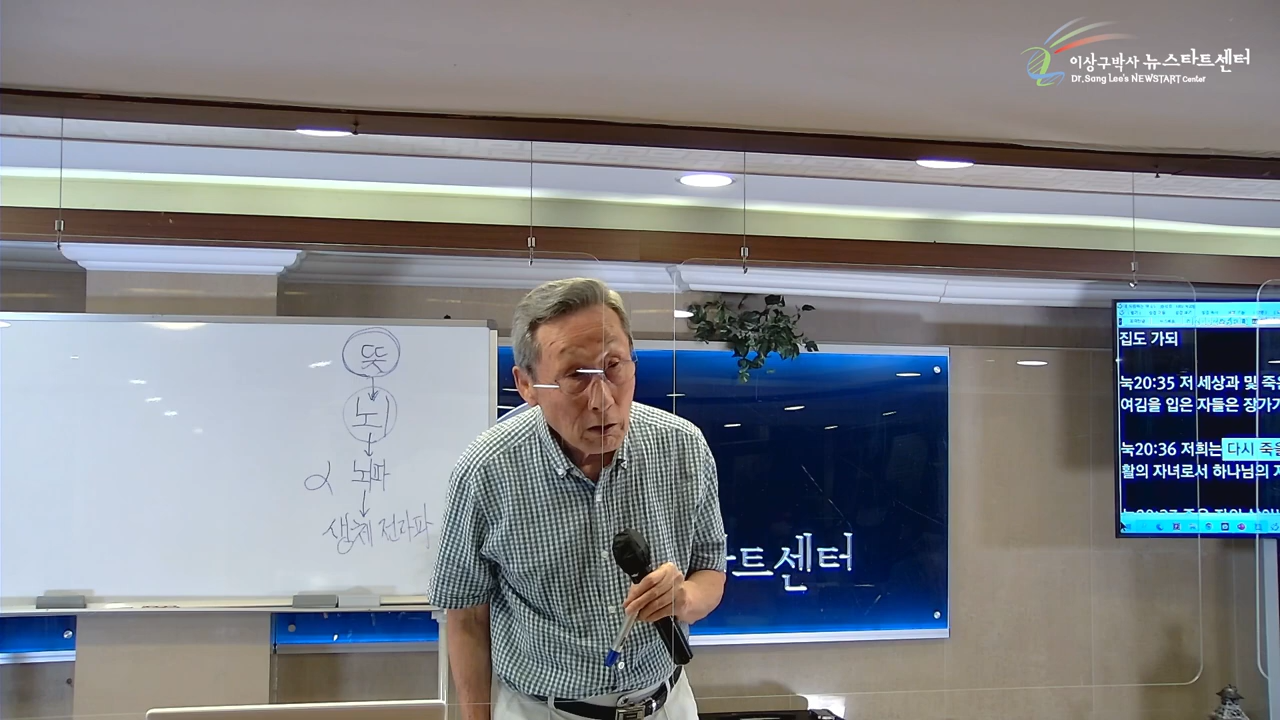 이상구박사 뉴스타트센터
Dr.Sang Lee's NEWSTART Center
뜻
뇌
α 뇌파
생체 전자파
타트센터
집도 가되
눅20:35 저 세상과 및 죽
여김을 입은 자들은 장가
눅20:36 저희는 다시 죽을
활의 자녀로서 하나님의